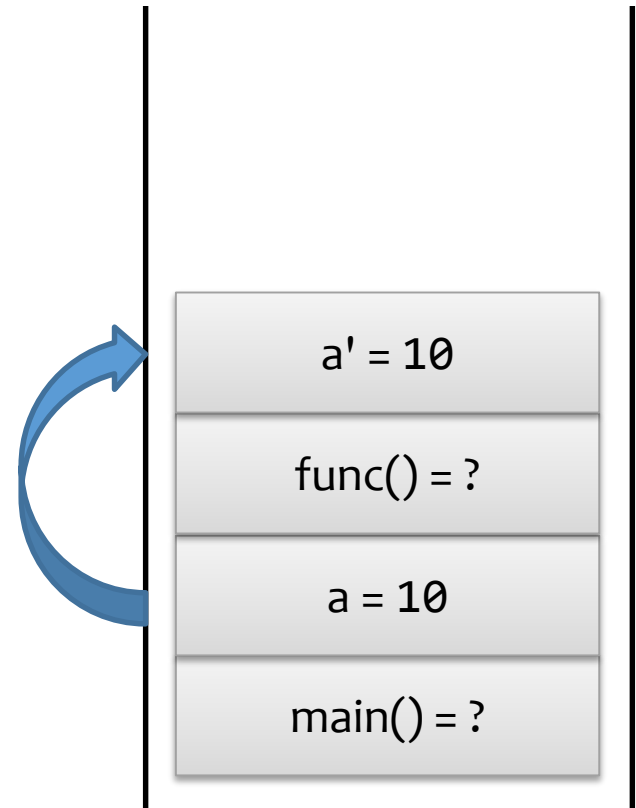 a' = 10
func() = ?
a = 10
main() = ?